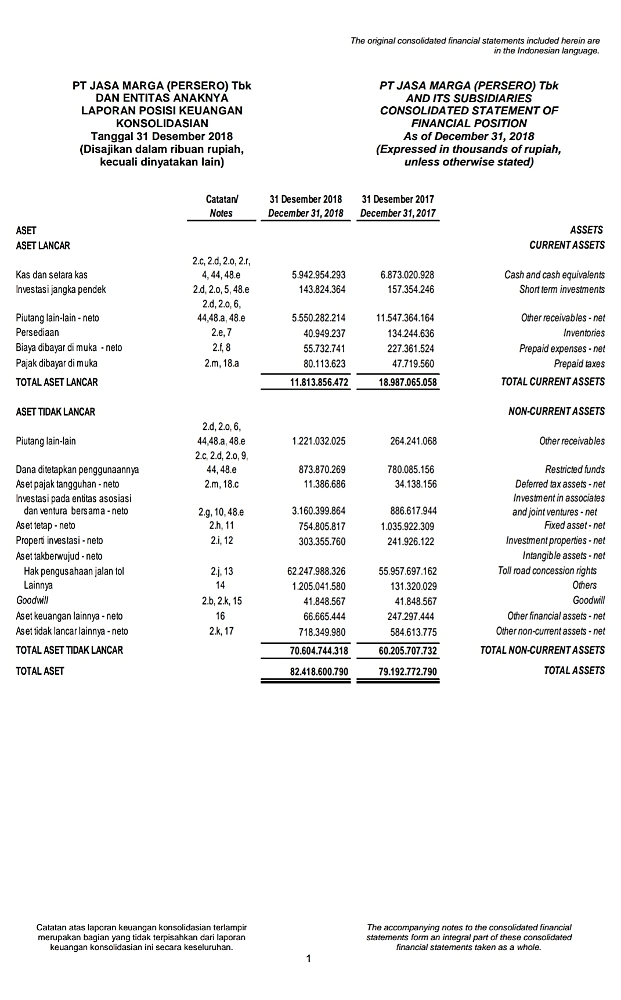 The original consolidated financial statements included herein are
in the Indonesian language.
PT JASA MARGA (PERSERO) Tbk
DAN ENTITAS ANAKNYA
LAPORAN POSISI KEUANGAN
KONSOLIDASIAN
Tanggal 31 Desember 2018
(Disajikan dalam ribuan rupiah,
kecuali dinyatakan lain)
PT JASA MARGA (PERSERO) Tbk
AND ITS SUBSIDIARIES
CONSOLIDATED STATEMENT OF
FINANCIAL POSITION
As of December 31, 2018
(Expressed in thousands of rupiah,
unless otherwise stated)
Catatan/ 31 Desember 2018 31 Desember 2017
Notes December 31, 2018 December 31, 2017
ASET ASSETS
ASET LANCAR CURRENT ASSETS
2.c, 2.d, 2.o, 2.r,
Kas dan setara kas 4, 44, 48.e 5.942.954.293 6.873.020.928 Cash and cash equivalents
Investasi jangka pendek 2.d, 2.o, 5, 48.e 143.824.364 157.354.246 Short term investments
2.d, 2.o, 6,
Piutang lain-lain - neto 44,48.a, 48.e 5.550.282.214 11.547.364.164 Other receivables - net
Persediaan 2.e, 7 40.949.237 134.244.636 Inventories
Biaya dibayar di muka - neto 2.f, 8 55.732.741 227.361.524 Prepaid expenses - net
Pajak dibayar di muka 2.m, 18.a 80.113.623 47.719.560 Prepaid taxes
TOTAL ASET LANCAR 11.813.856.472 18.987.065.058 TOTAL CURRENT ASSETS
ASET TIDAK LANCAR NON-CURRENT ASSETS
2.d, 2.o, 6,
Piutang lain-lain 44,48.a, 48.e 1.221.032.025 264.241.068 Other receivables
2.c, 2.d, 2.o, 9,
Dana ditetapkan penggunaannya 44, 48.e 873.870.269 780.085.156 Restricted funds
Aset pajak tangguhan - neto 2.m, 18.c 11.386.686 34.138.156 Deferred tax assets - net
Investasi pada entitas asosiasi Investment in associates
dan ventura bersama - neto 2.g, 10, 48.e 3.160.399.864 886.617.944 and joint ventures - net
Aset tetap - neto 2.h, 11 754.805.817 1.035.922.309 Fixed asset - net
Properti investasi - neto 2.i, 12 303.355.760 241.926.122 Investment properties - net
Aset takberwujud - neto Intangible assets - net
Hak pengusahaan jalan tol 2.j, 13 62.247.988.326 55.957.697.162 Toll road concession rights
Lainnya 14 1.205.041.580 131.320.029 Others
Goodwill 2.b, 2.k, 15 41.848.567 41.848.567 Goodwill
Aset keuangan lainnya - neto 16 66.665.444 247.297.444 Other financial assets - net
Aset tidak lancar lainnya - neto 2.k, 17 718.349.980 584.613.775 Other non-current assets - net
TOTAL ASET TIDAK LANCAR 70.604.744.318 60.205.707.732 TOTAL NON-CURRENT ASSETS
TOTAL ASET 82.418.600.790 79.192.772.790 TOTAL ASSETS
Catatan atas laporan keuangan konsolidasian terlampir
merupakan bagian yang tidak terpisahkan dari laporan
keuangan konsolidasian ini secara keseluruhan.
The accompanying notes to the consolidated financial
statements form an integral part of these consolidated
financial statements taken as a whole.
1